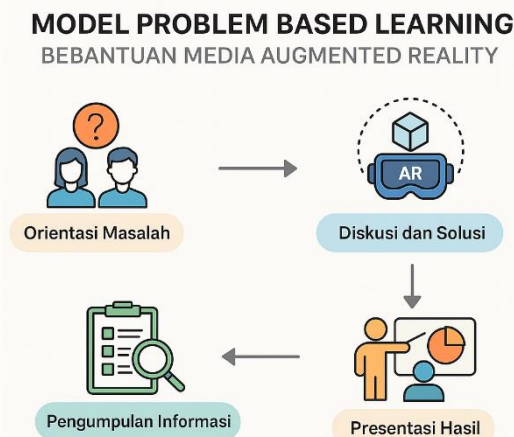 MODEL PROBLEM BASED LEARNING
BEBANTUAN MEDIA AUGMENTED REALITY
?
AR
Orientasi Masalah
Diskusi dan Solusi
Pengumpulan Informasi
Presentasi Hasil